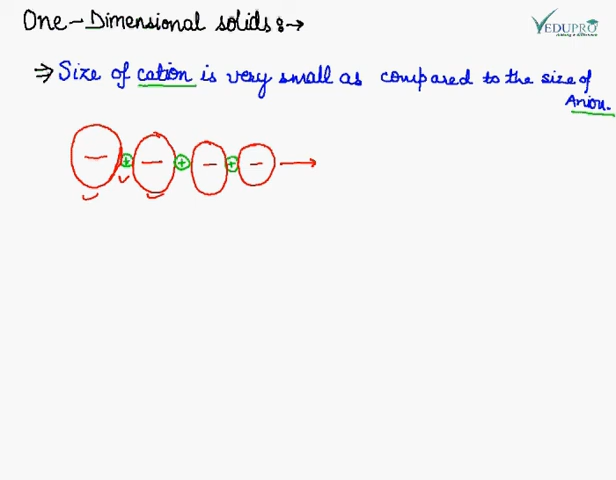 One-Dimensional solids :→
VEDUPRO
⇒ Size of cation is very small as compared to the size of
Anion.
− + − + − + − →